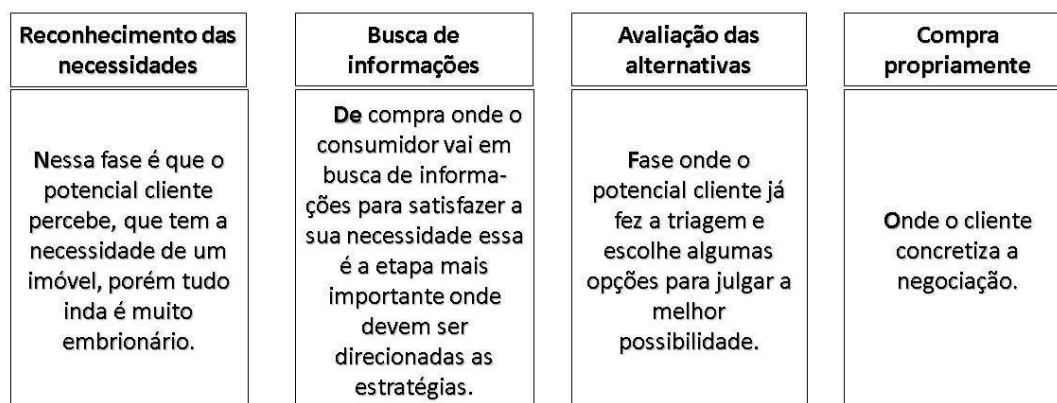 Reconhecimento das
necessidades
Nessa fase é que o
potencial cliente
percebe, que tem a
necessidade de um
imóvel, porém tudo
inda é muito
embrionário.
Busca de
informações
De compra onde o
consumidor vai em
busca de informa-
ções para satisfazer a
sua necessidade essa
é a etapa mais
importante onde
devem ser
direcionadas as
estratégias.
Avaliação das
alternativas
Fase onde o
potencial cliente já
fez a triagem e
escolhe algumas
opções para julgar a
melhor
possibilidade.
Compra
propriamente
Onde o cliente
concretiza a
negociação.